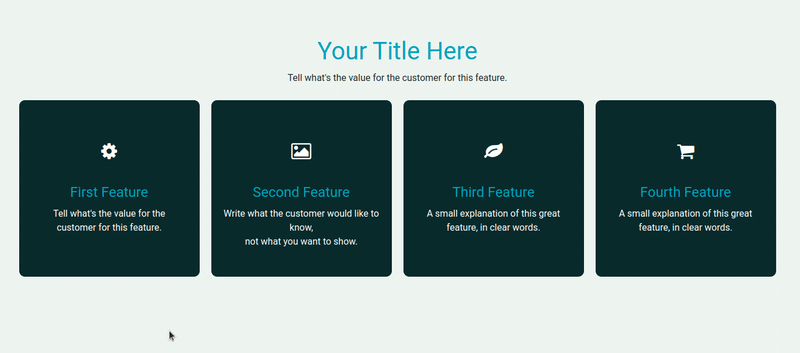 Your Title Here
Tell what's the value for the customer for this feature.
First Feature
Tell what's the value for the
customer for this feature.
Second Feature
Write what the customer would like to
know,
not what you want to show.
Third Feature
A small explanation of this great
feature, in clear words.
Fourth Feature
A small explanation of this great
feature, in clear words.